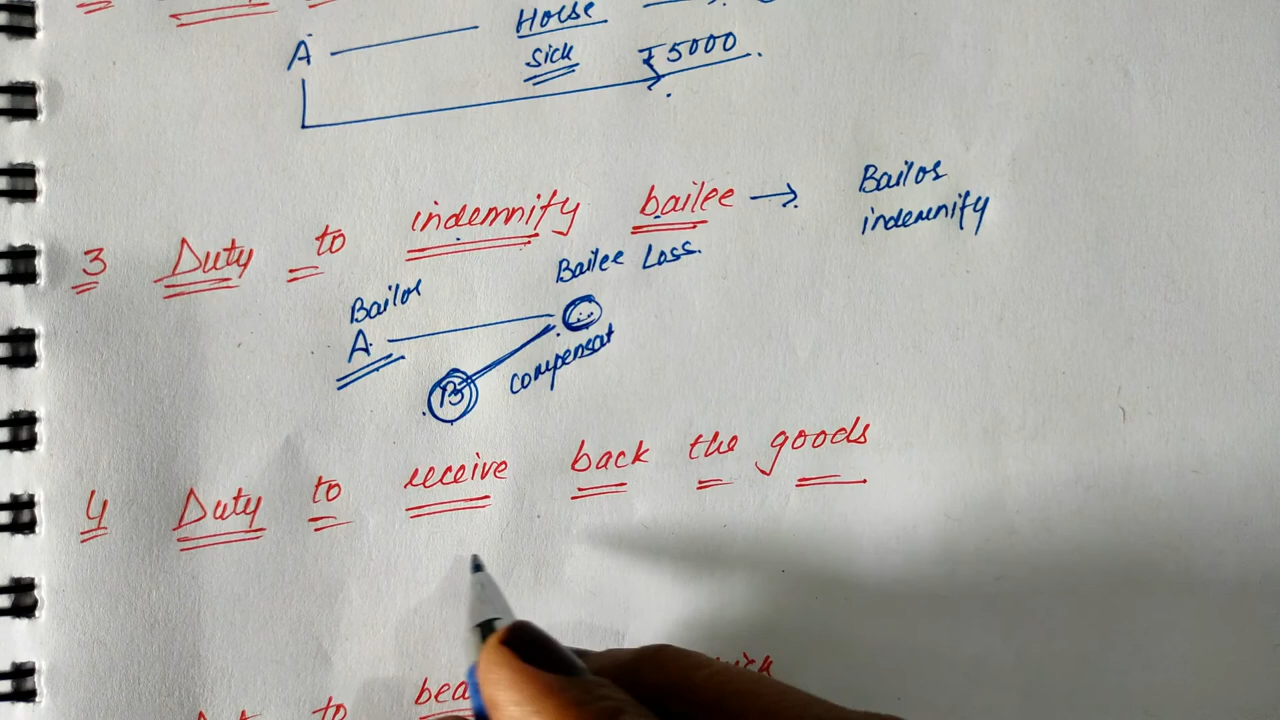 A Horse
Sick ₹5000.
3 Duty to indemnify bailee → Bailor
indemnify
Bailee Loss.
Bailor
A
B compensat
4 Duty to receive back the goods
to bea